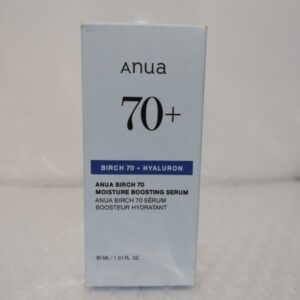 Anua
70+
BIRCH 70 + HYALURON
ANUA BIRCH 70
MOISTURE BOOSTING SERUM
ANUA BIRCH 70 SÉRUM
BOOSTEUR HYDRATANT
30 ML / 1.01 FL. OZ.